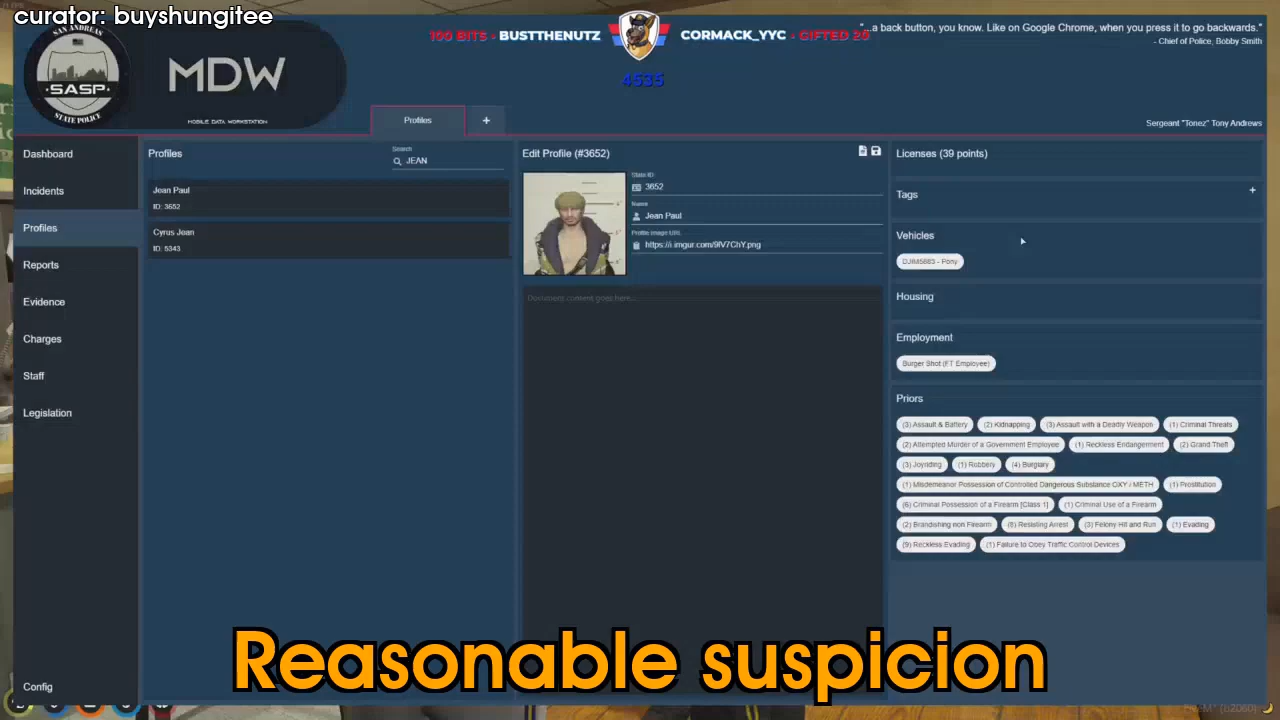 curator: buyshungitee
SAN ANDREAS
SASP
STATE POLICE
MDW
MOBILE DATA WORKSTATION
100 BITS - BUSTTHENUTZ
CORMACK_YYC - GIFTED 25
4535
"...a back button, you know. Like on Google Chrome, when you press it to go backwards."
- Chief of Police, Bobby Smith
Profiles
+
Sergeant "Tonez" Tony Andrews
Dashboard
Incidents
Profiles
Reports
Evidence
Charges
Staff
Legislation
Config
Profiles
Search
JEAN
Jean Paul
ID: 3652
Cyrus Jean
ID: 5343
Edit Profile (#3652)
State ID
3652
Name
Jean Paul
Profile Image URL
https://i.imgur.com/9lV7ChY.png
Document content goes here...
Licenses (39 points)
Tags
+
Vehicles
DJIMS663 - Pony
Housing
Employment
Burger Shot (FT Employee)
Priors
(3) Assault & Battery (2) Kidnapping (3) Assault with a Deadly Weapon (1) Criminal Threats
(2) Attempted Murder of a Government Employee (1) Reckless Endangerment (2) Grand Theft
(3) Joyriding (1) Robbery (4) Burglary
(1) Misdemeanor Possession of Controlled Dangerous Substance OXY / METH (1) Prostitution
(6) Criminal Possession of a Firearm [Class 1] (1) Criminal Use of a Firearm
(2) Brandishing non Firearm (8) Resisting Arrest (3) Felony Hit and Run (1) Evading
(9) Reckless Evading (1) Failure to Obey Traffic Control Devices
Reasonable suspicion